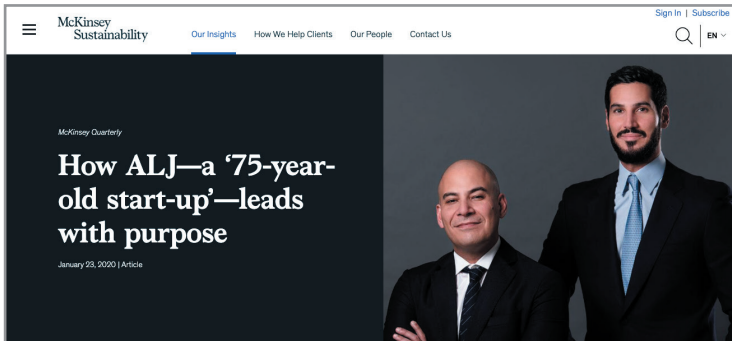 Sign In | Subscribe
McKinsey
Sustainability
Our Insights How We Help Clients Our People Contact Us
EN
McKinsey Quarterly
How ALJ—a ‘75-year-
old start-up’—leads
with purpose
January 23, 2020 | Article